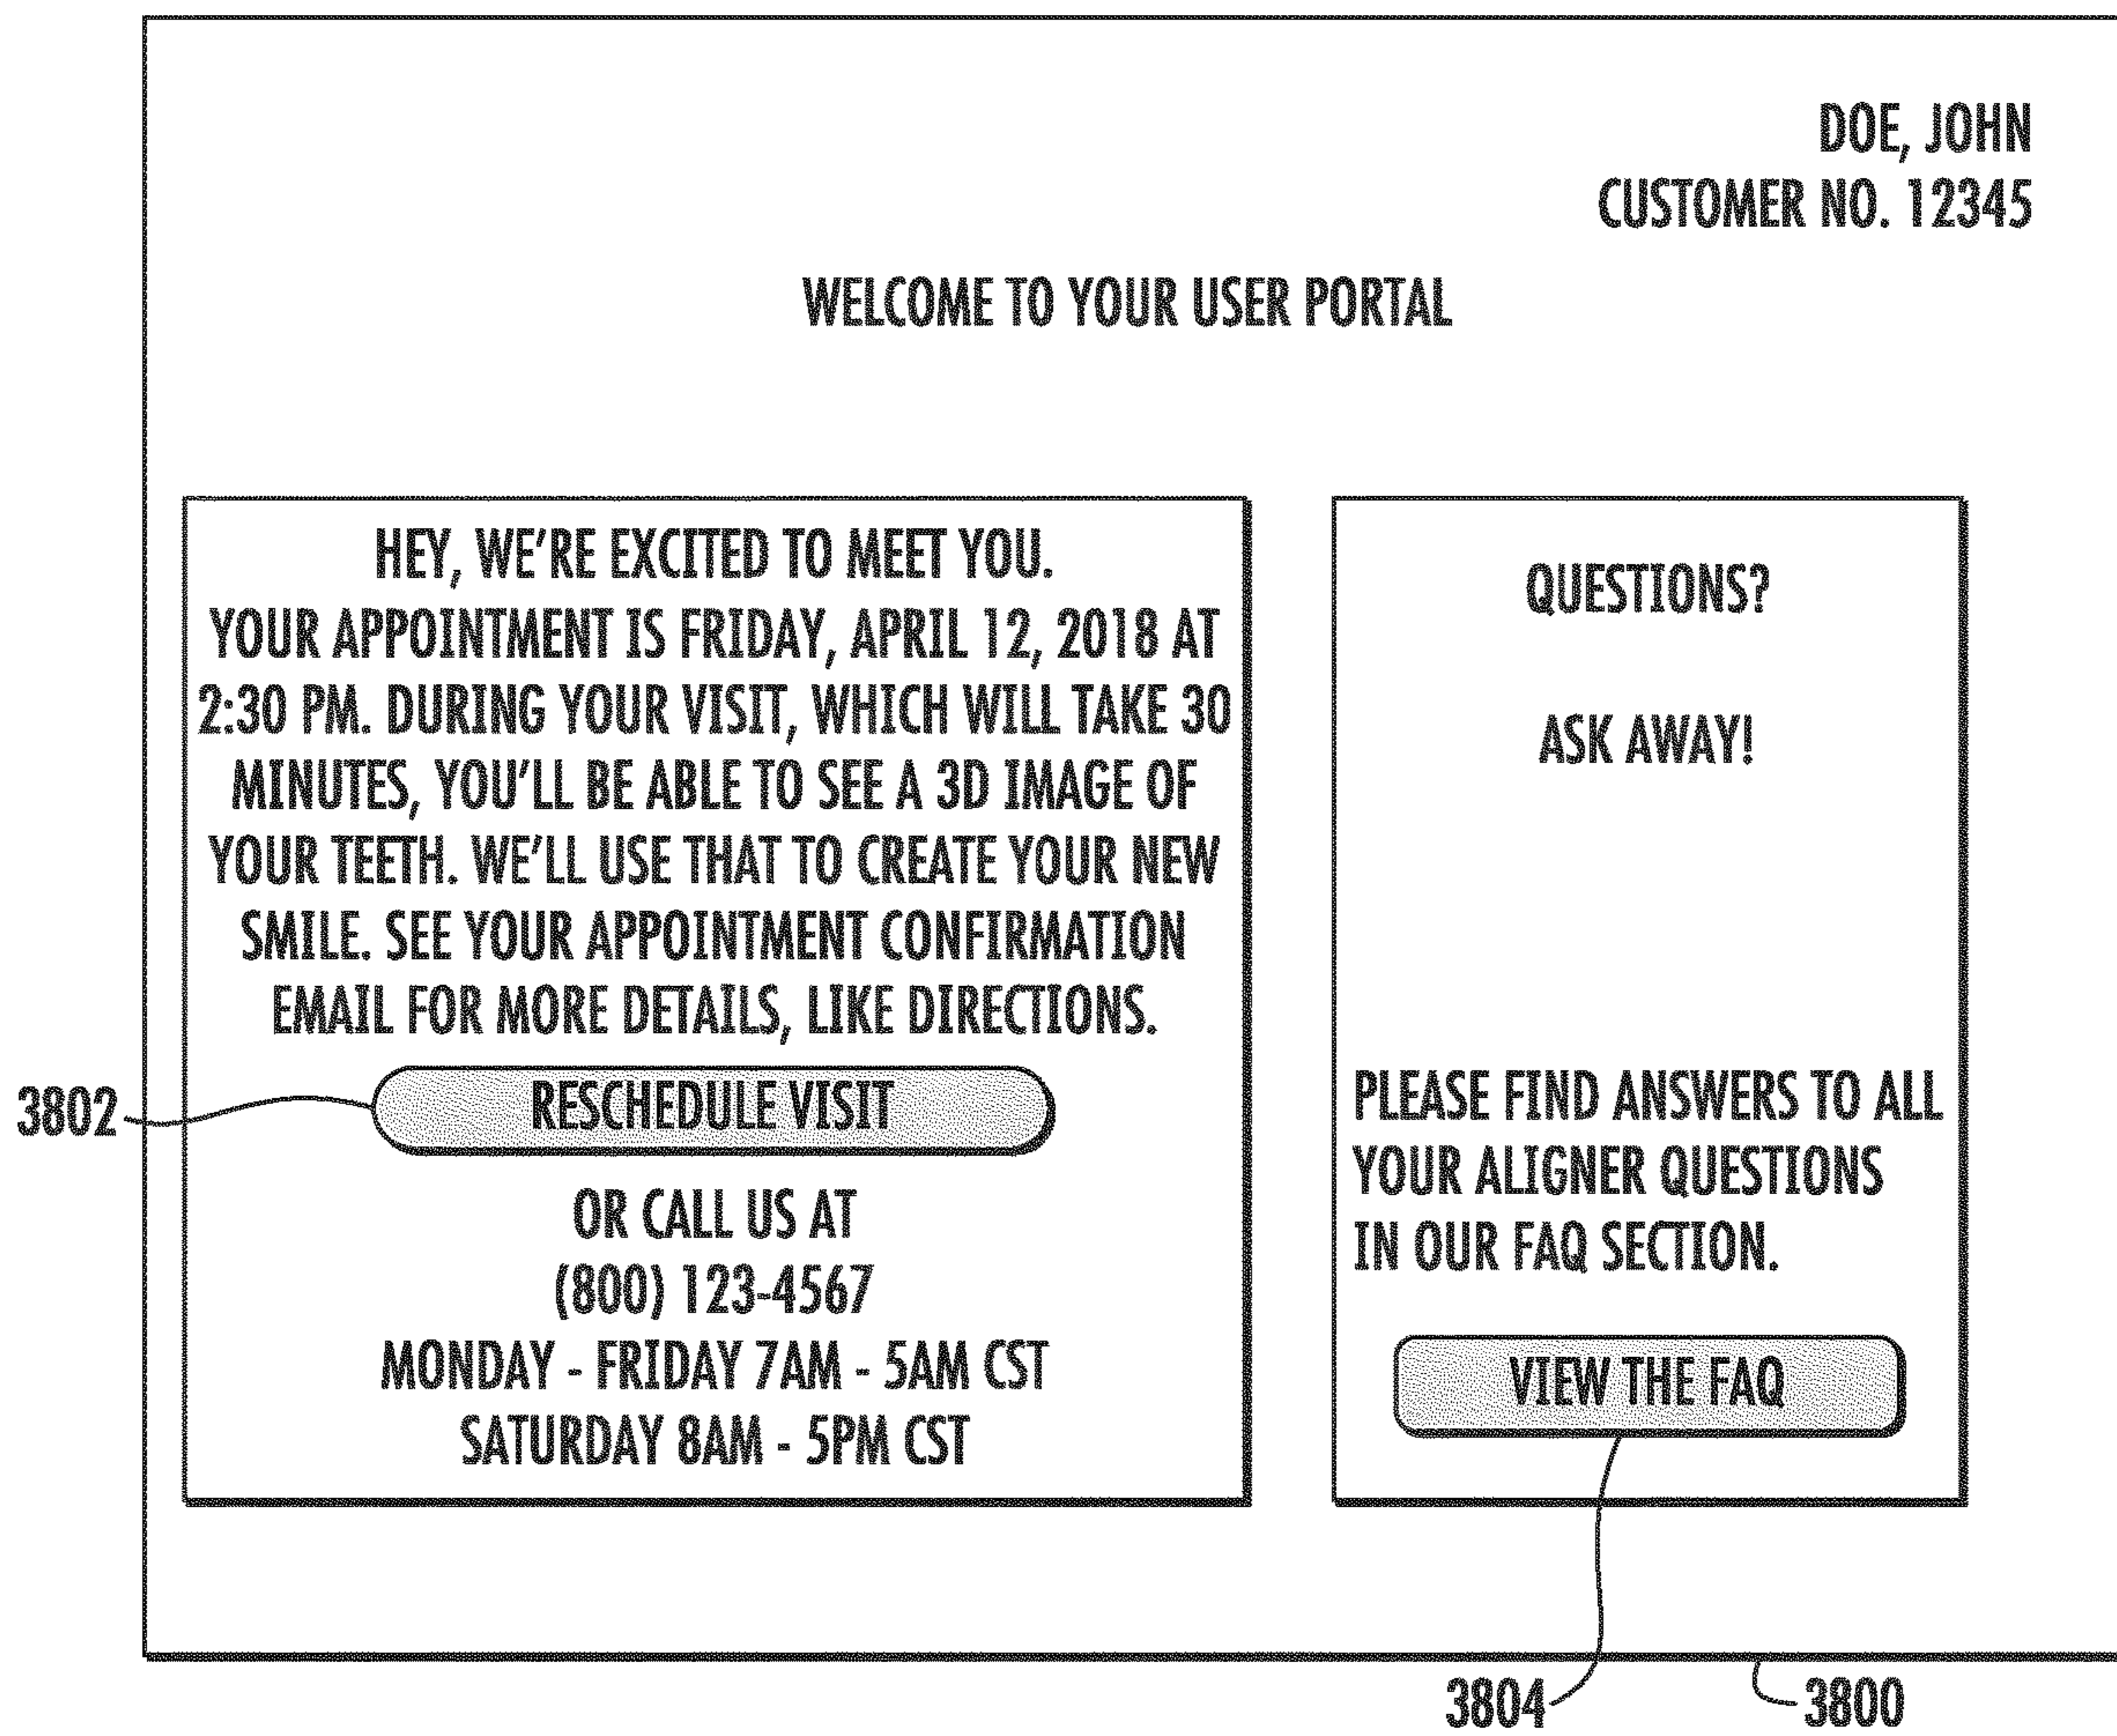 DOE, JOHN
CUSTOMER NO. 12345
WELCOME TO YOUR USER PORTAL
HEY, WE'RE EXCITED TO MEET YOU.
YOUR APPOINTMENT IS FRIDAY, APRIL 12, 2018 AT
2:30 PM. DURING YOUR VISIT, WHICH WILL TAKE 30
MINUTES, YOU'LL BE ABLE TO SEE A 3D IMAGE OF
YOUR TEETH. WE'LL USE THAT TO CREATE YOUR NEW
SMILE. SEE YOUR APPOINTMENT CONFIRMATION
EMAIL FOR MORE DETAILS, LIKE DIRECTIONS.
3802
RESCHEDULE VISIT
OR CALL US AT
(800) 123-4567
MONDAY - FRIDAY 7AM - 5AM CST
SATURDAY 8AM - 5PM CST
QUESTIONS?
ASK AWAY!
PLEASE FIND ANSWERS TO ALL
YOUR ALIGNER QUESTIONS
IN OUR FAQ SECTION.
VIEW THE FAQ
3804
3800